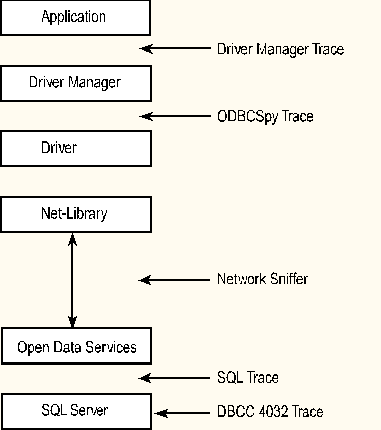 Application
Driver Manager Trace
Driver Manager
ODBCSpy Trace
Driver
Net-Library
Network Sniffer
Open Data Services
SQL Trace
SQL Server
DBCC 4032 Trace